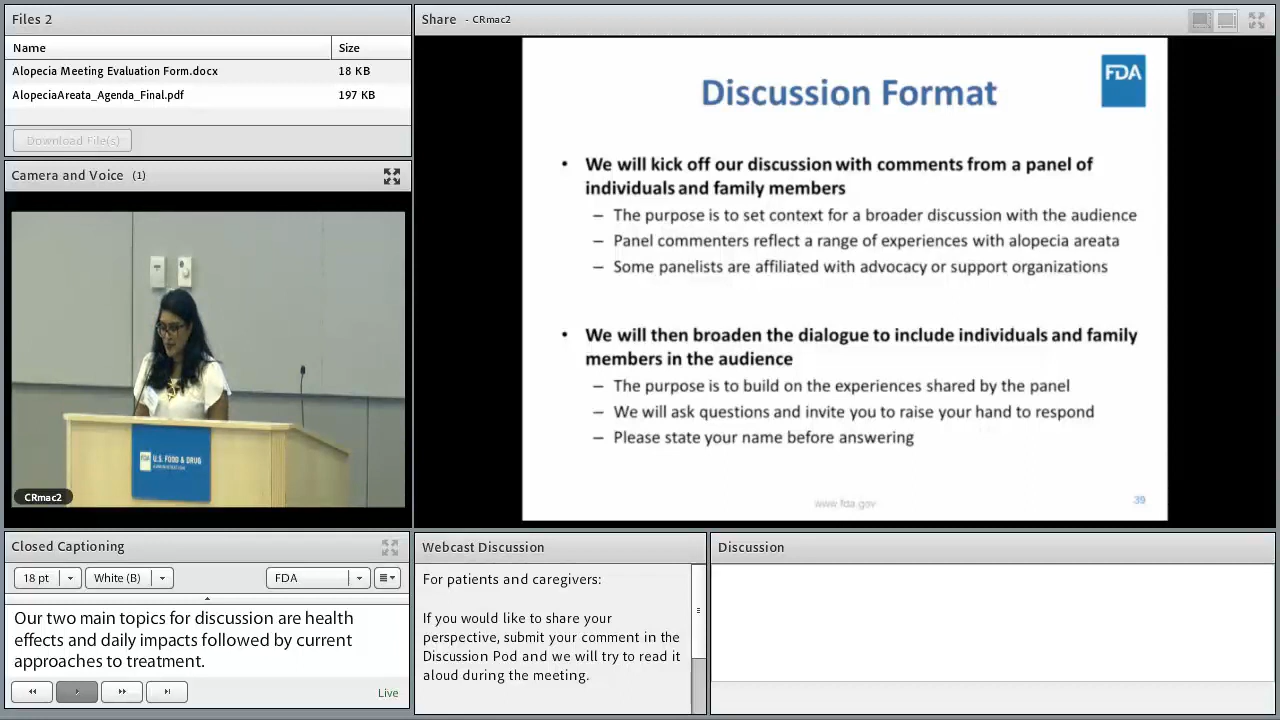 Files 2
Name Size
Alopecia Meeting Evaluation Form.docx 18 KB
AlopeciaAreata_Agenda_Final.pdf 197 KB
Download File(s)
Camera and Voice (1)
U.S. FOOD & DRUG
CRmac2
Share - CRmac2
FDA
Discussion Format
• We will kick off our discussion with comments from a panel of
individuals and family members
– The purpose is to set context for a broader discussion with the audience
– Panel commenters reflect a range of experiences with alopecia areata
– Some panelists are affiliated with advocacy or support organizations
• We will then broaden the dialogue to include individuals and family
members in the audience
– The purpose is to build on the experiences shared by the panel
– We will ask questions and invite you to raise your hand to respond
– Please state your name before answering
www.fda.gov
39
Closed Captioning
18 pt White (B) FDA
Our two main topics for discussion are health
effects and daily impacts followed by current
approaches to treatment.
Live
Webcast Discussion
For patients and caregivers:
If you would like to share your
perspective, submit your comment in the
Discussion Pod and we will try to read it
aloud during the meeting.
Discussion